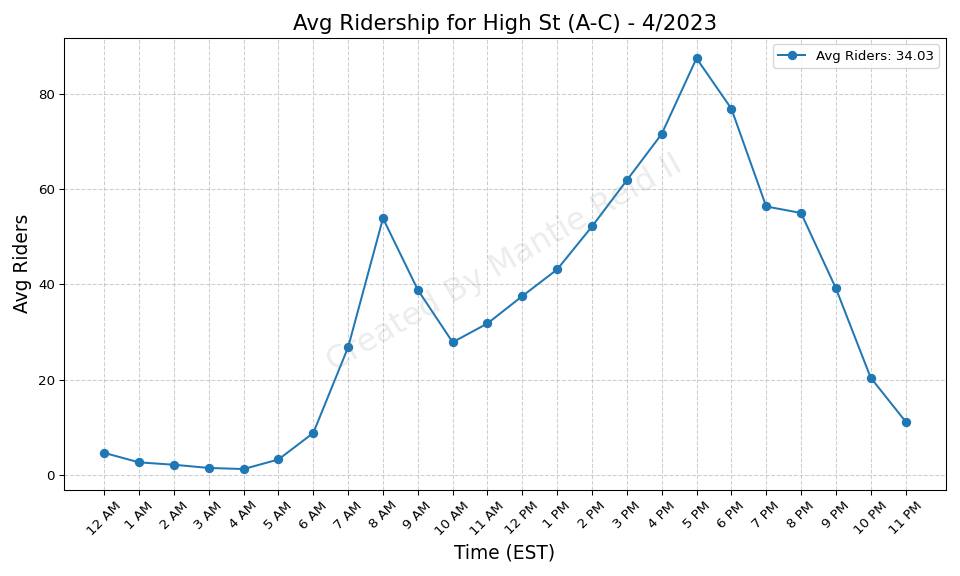 Avg Ridership for High St (A-C) - 4/2023
Avg Riders: 34.03
Avg Riders
80
60
40
20
0
Created By Mantie Reid II
12 AM
1 AM
2 AM
3 AM
4 AM
5 AM
6 AM
7 AM
8 AM
9 AM
10 AM
11 AM
12 PM
1 PM
2 PM
3 PM
4 PM
5 PM
6 PM
7 PM
8 PM
9 PM
10 PM
11 PM
Time (EST)